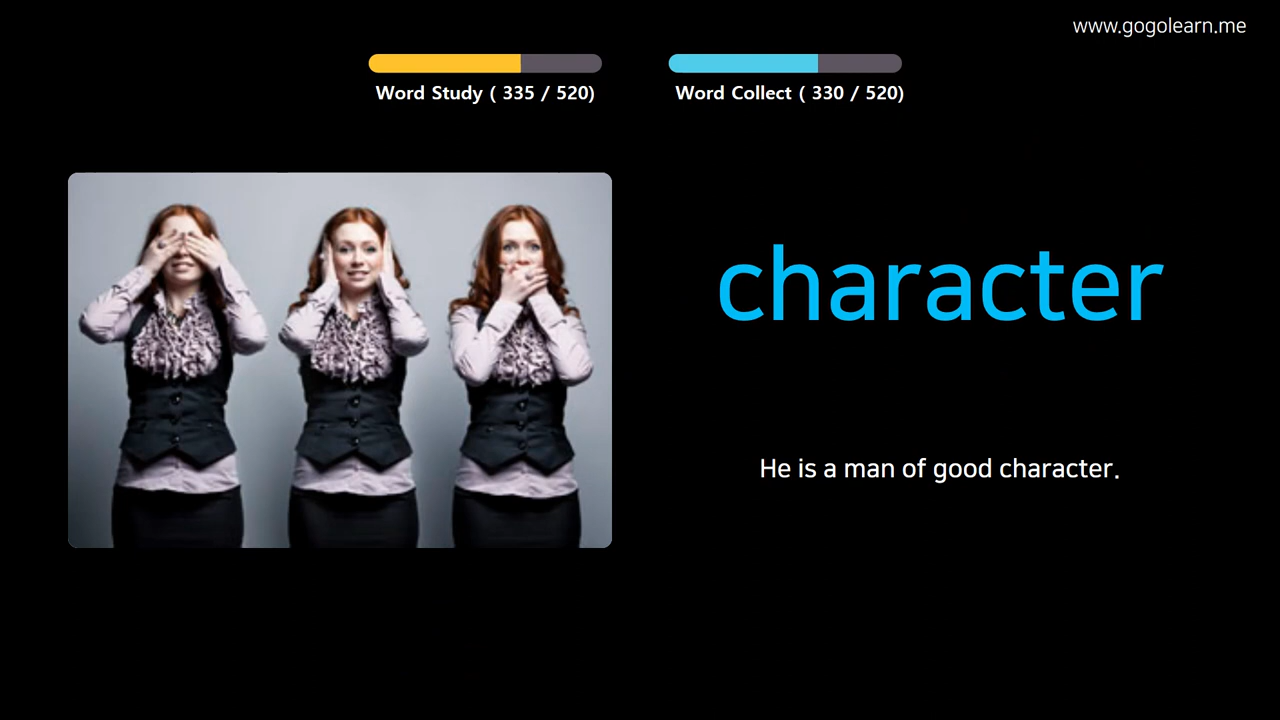 www.gogolearn.me
Word Study ( 335 / 520)
Word Collect ( 330 / 520)
character
He is a man of good character.